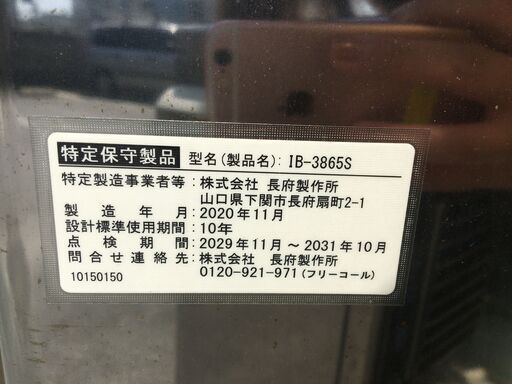 特定保守製品 型名(製品名): IB-3865S
特定製造事業者等:株式会社 長府製作所
山口県下関市長府扇町2-1
製造年月:2020年11月
設計標準使用期間:10年
点検期間:2029年11月～2031年10月
問合せ連絡先:株式会社 長府製作所
10150150 0120-921-971(フリーコール)